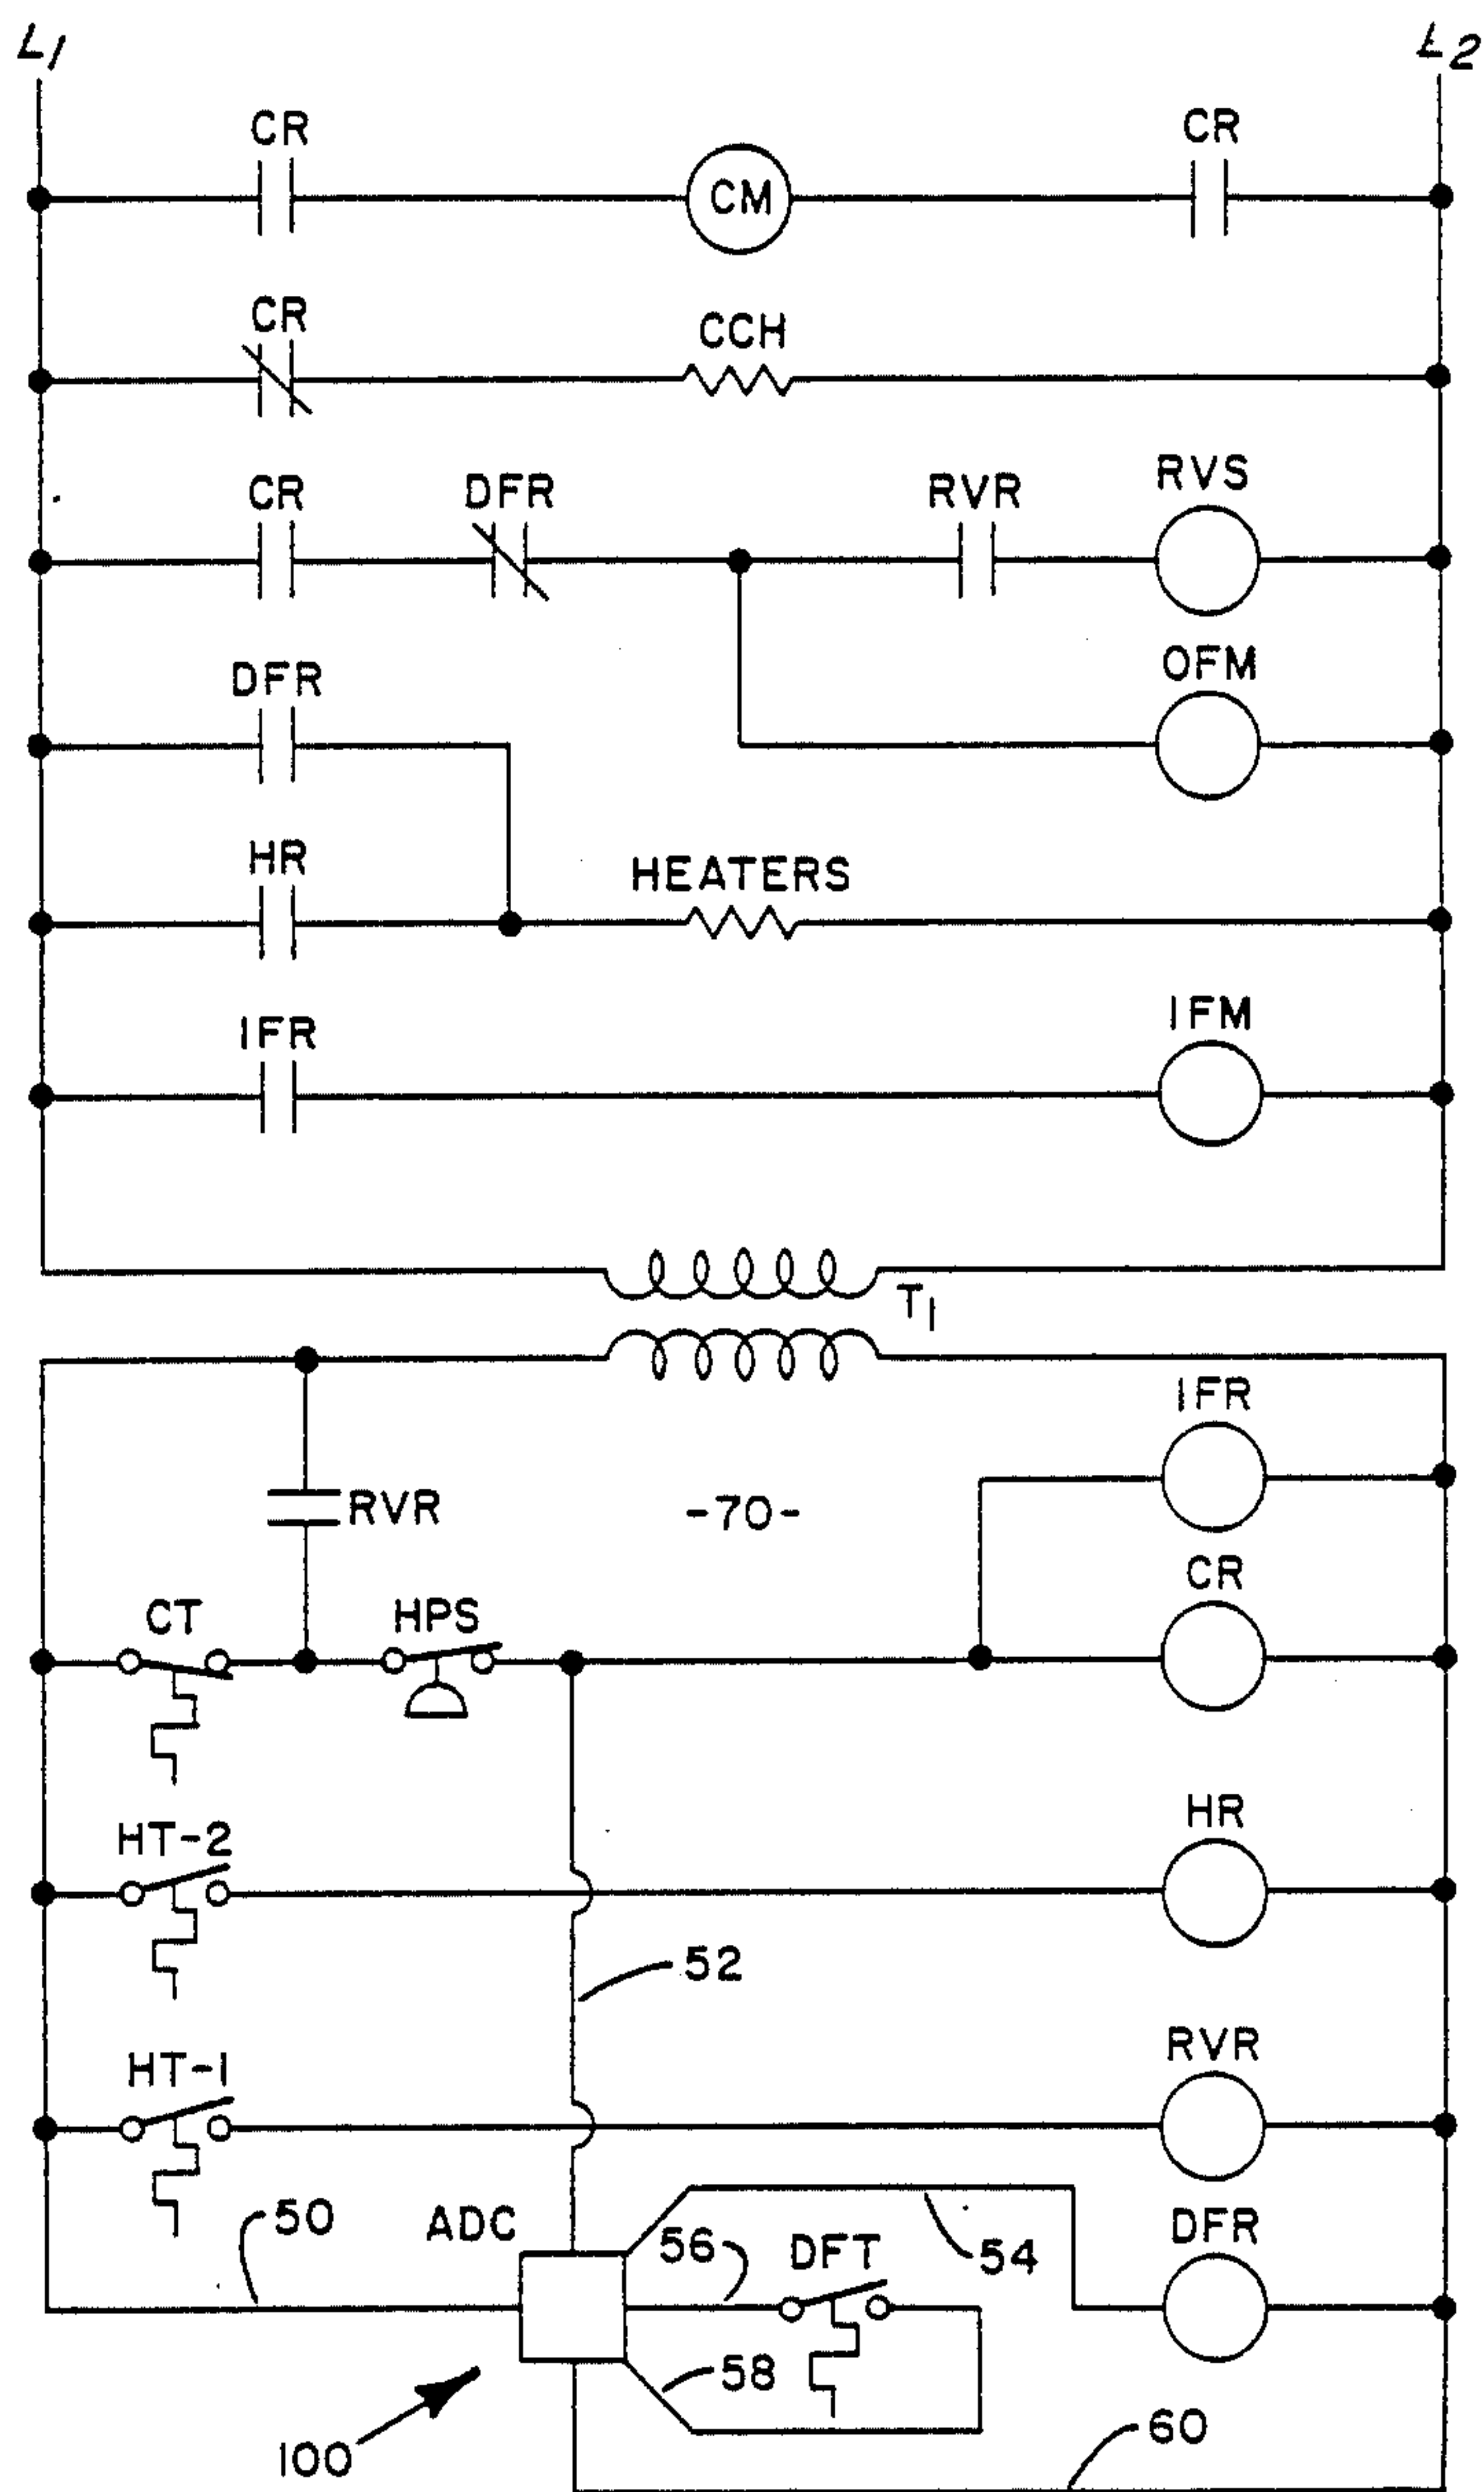 L1 L2
CR CR
CM
CR CCH
CR DFR RVR RVS
DFR OFM
HR HEATERS
IFR IFM
T1
IFR
RVR -70-
CT HPS CR
HT-2 HR
52
HT-1 RVR
50 ADC 56 DFT 54 DFR
58
100 60